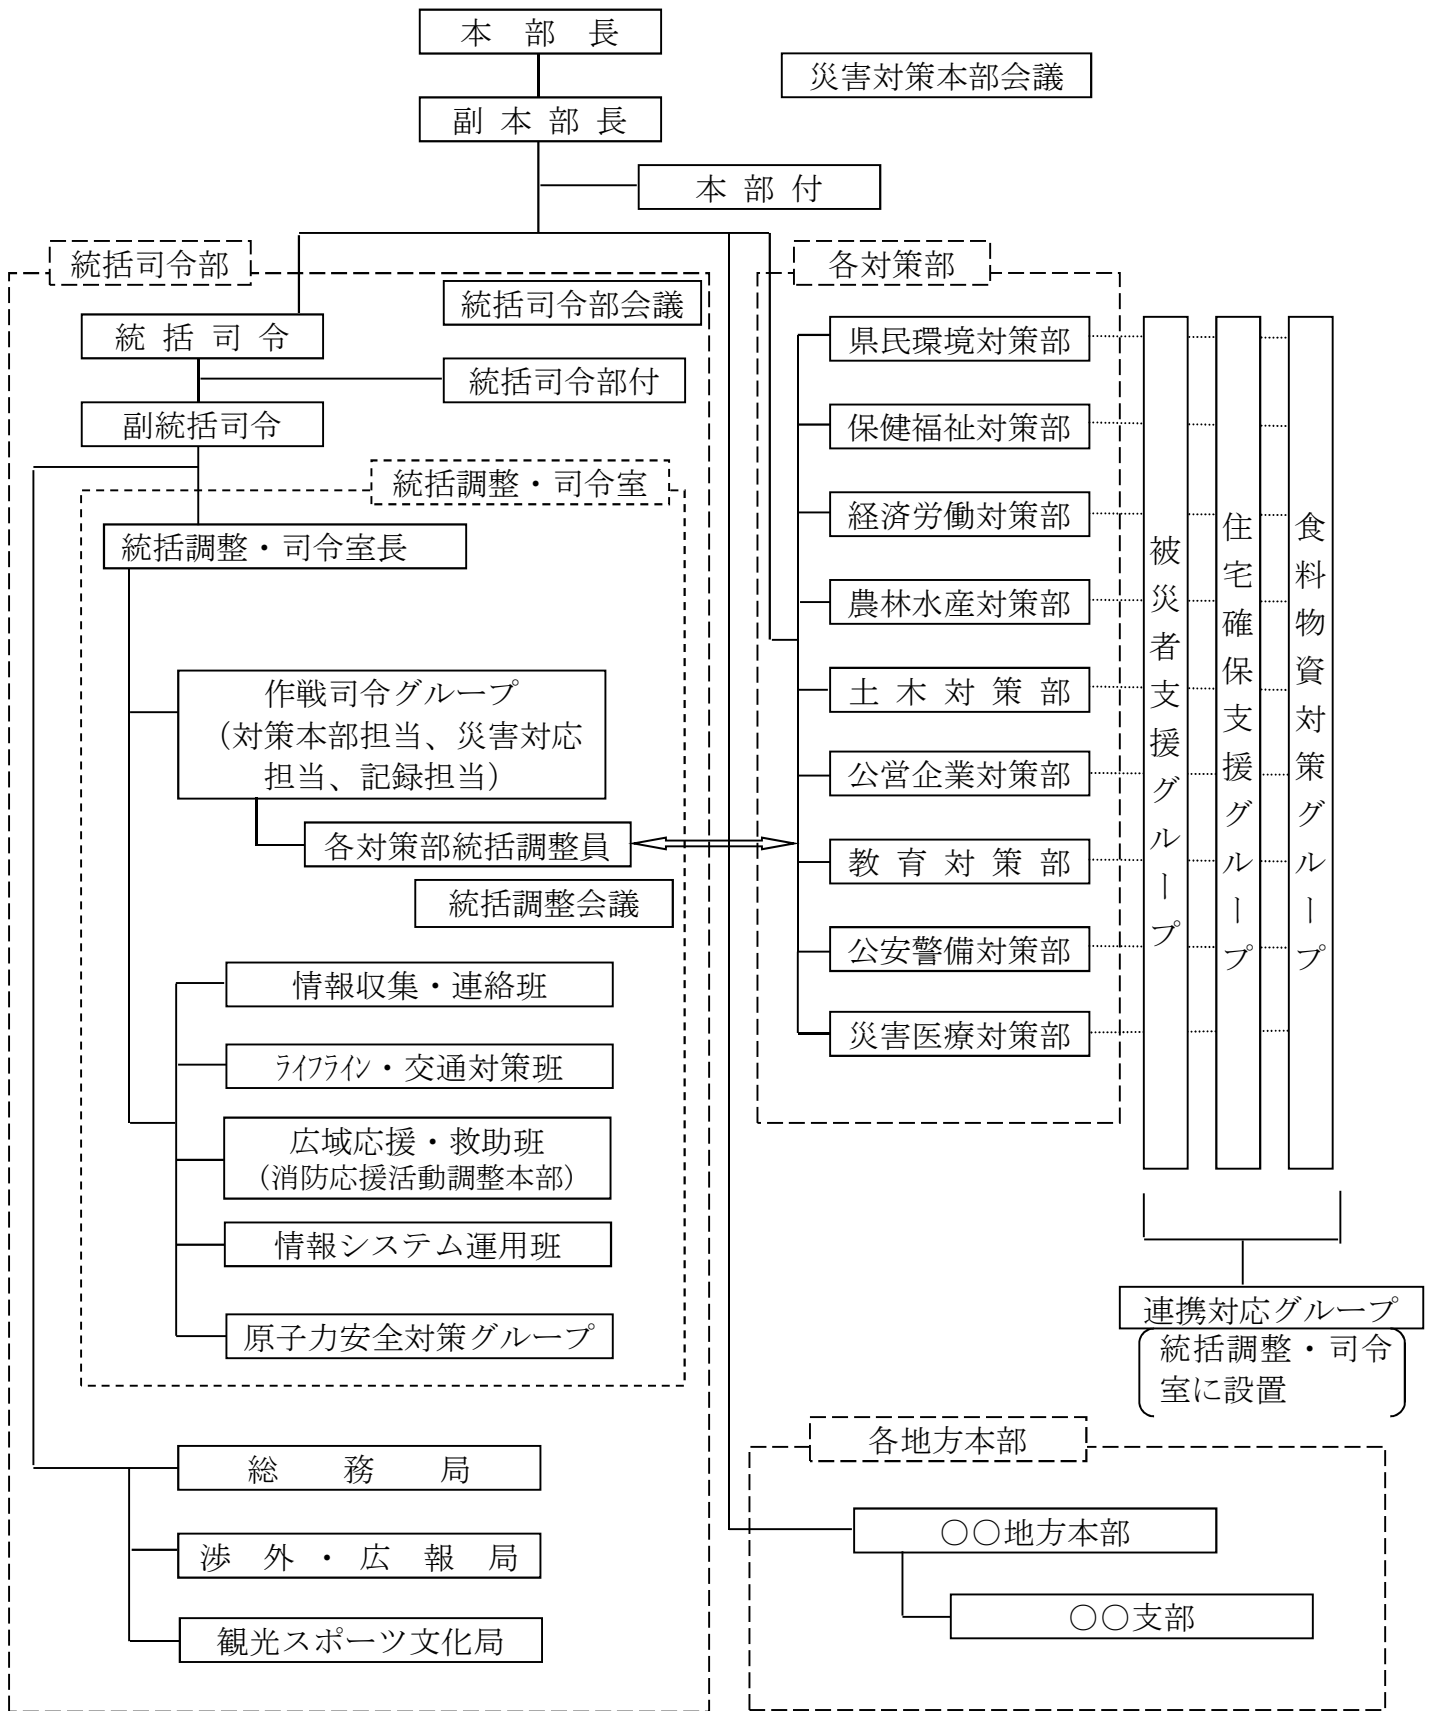 本部長
災害対策本部会議
副本部長
本部付
統括司令部
統括司令部会議
統括司令
統括司令部付
副統括司令
統括調整・司令室
統括調整・司令室長
作戦司令グループ
（対策本部担当、災害対応
担当、記録担当）
各対策部統括調整員
統括調整会議
情報収集・連絡班
ﾗｲﾌﾗｲﾝ・交通対策班
広域応援・救助班
（消防応援活動調整本部）
情報システム運用班
原子力安全対策グループ
総務局
渉外・広報局
観光スポーツ文化局
各対策部
県民環境対策部
保健福祉対策部
経済労働対策部
農林水産対策部
土木対策部
公営企業対策部
教育対策部
公安警備対策部
災害医療対策部
被災者支援グループ
住宅確保支援グループ
食料物資対策グループ
連携対応グループ
統括調整・司令
室に設置
各地方本部
○○地方本部
○○支部